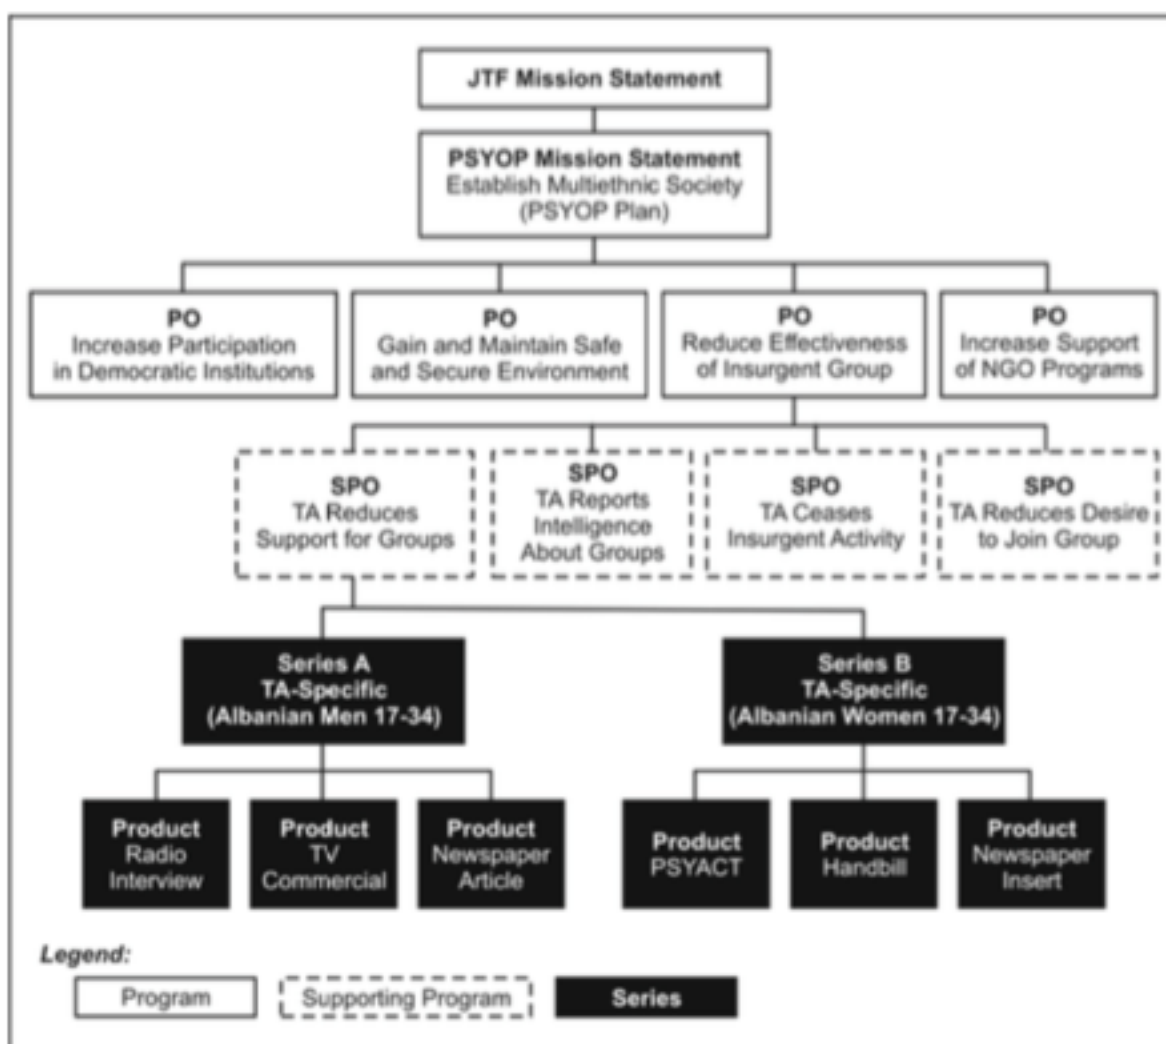 JTF Mission Statement
PSYOP Mission Statement
Establish Multiethnic Society
(PSYOP Plan)
PO
Increase Participation
in Democratic Institutions
PO
Gain and Maintain Safe
and Secure Environment
PO
Reduce Effectiveness
of Insurgent Group
PO
Increase Support
of NGO Programs
SPO
TA Reduces
Support for Groups
SPO
TA Reports
Intelligence
About Groups
SPO
TA Ceases
Insurgent Activity
SPO
TA Reduces Desire
to Join Group
Series A
TA-Specific
(Albanian Men 17-34)
Series B
TA-Specific
(Albanian Women 17-34)
Product
Radio
Interview
Product
TV
Commercial
Product
Newspaper
Article
Product
PSYACT
Product
Handbill
Product
Newspaper
Insert
Legend:
Program
Supporting Program
Series